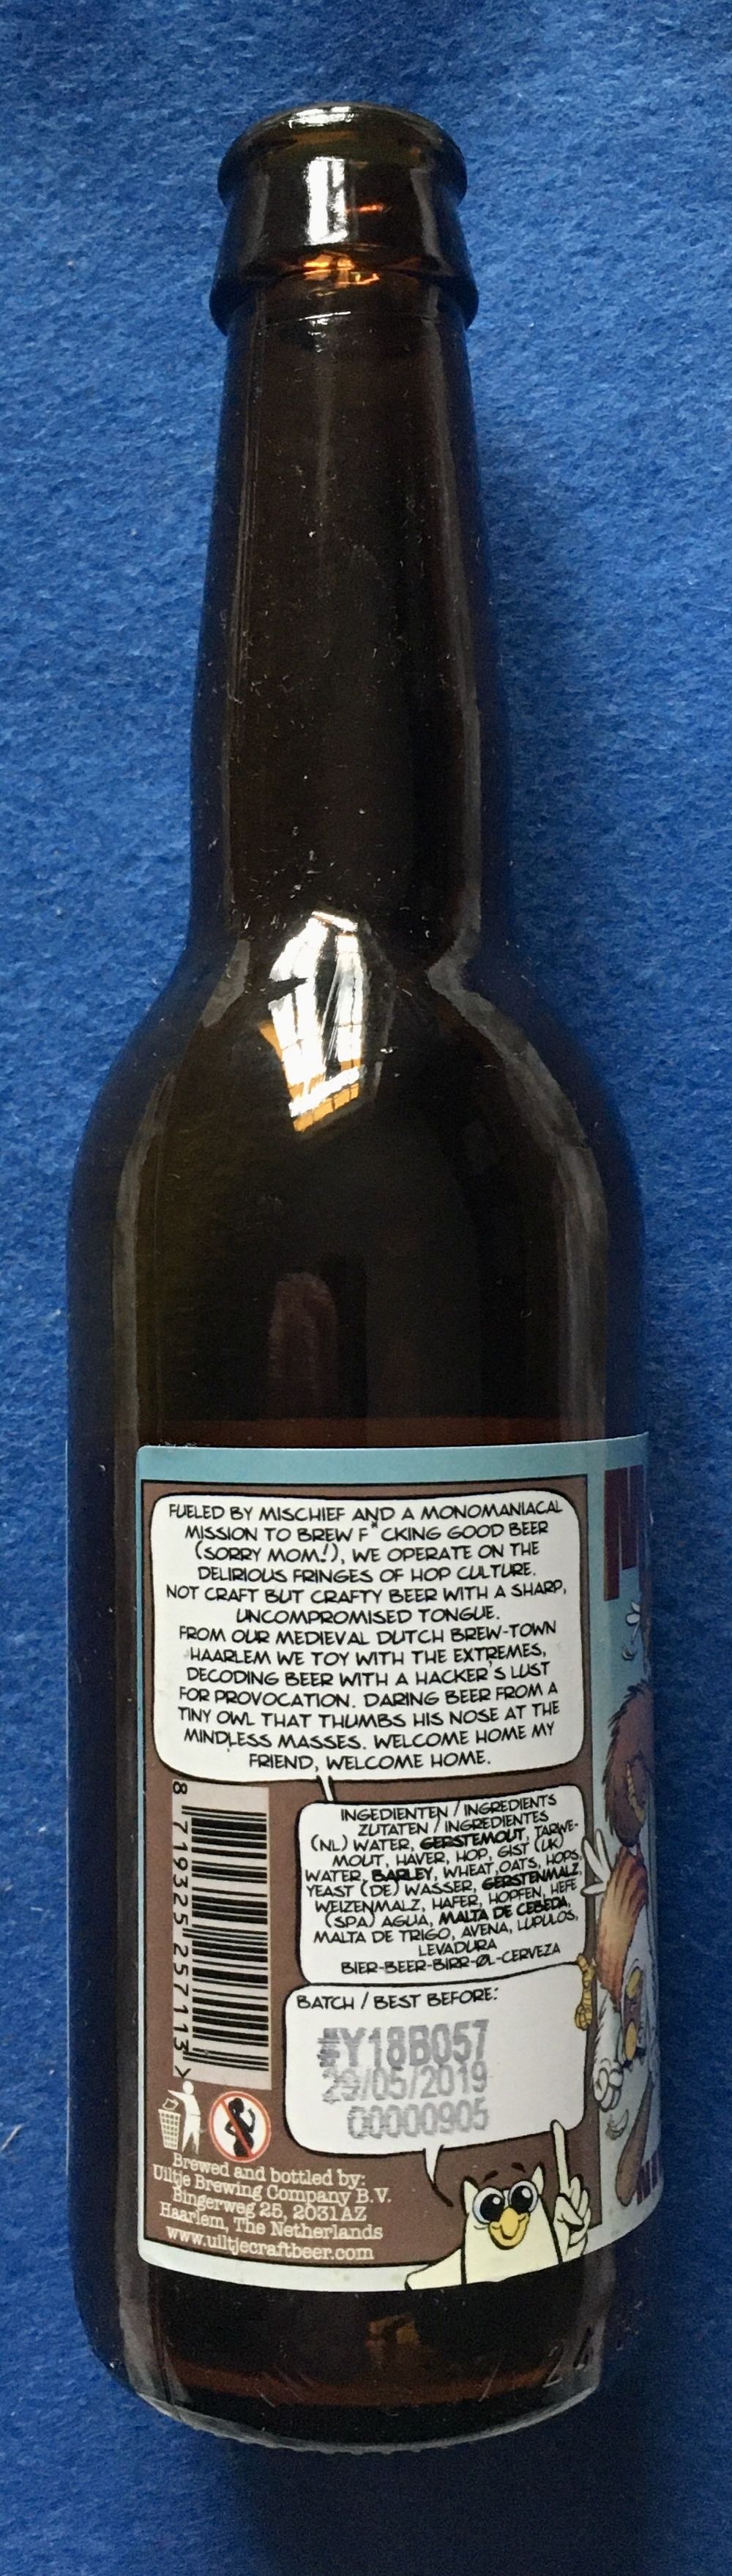 FUELED BY MISCHIEF AND A MONOMANIACAL
MISSION TO BREW F*CKING GOOD BEER
(SORRY MOM!), WE OPERATE ON THE
DELIRIOUS FRINGES OF HOP CULTURE.
NOT CRAFT BUT CRAFTY BEER WITH A SHARP,
UNCOMPROMISED TONGUE.
FROM OUR MEDIEVAL DUTCH BREW-TOWN
HAARLEM WE TOY WITH THE EXTREMES,
DECODING BEER WITH A HACKER'S LUST
FOR PROVOCATION. DARING BEER FROM A
TINY OWL THAT THUMBS HIS NOSE AT THE
MINDLESS MASSES. WELCOME HOME MY
FRIEND, WELCOME HOME.
8 719325 257113 >
INGEDIENTEN / INGREDIENTS
ZUTATEN / INGREDIENTES
(NL) WATER, GERSTEMOUT, TARWE-
MOUT, HAVER, HOP, GIST (UK)
WATER, BARLEY, WHEAT, OATS, HOPS,
YEAST (DE) WASSER, GERSTENMALZ,
WEIZENMALZ, HAFER, HOPFEN, HEFE
(SPA) AGUA, MALTA DE CEBEDA,
MALTA DE TRIGO, AVENA, LUPULOS,
LEVADURA
BIER-BEER-BIRR-ØL-CERVEZA
BATCH / BEST BEFORE:
#Y18B057
29/05/2019
00000905
Brewed and bottled by:
Uiltje Brewing Company B.V.
Bingerweg 25, 2031AZ
Haarlem, The Netherlands
www.uiltjecraftbeer.com